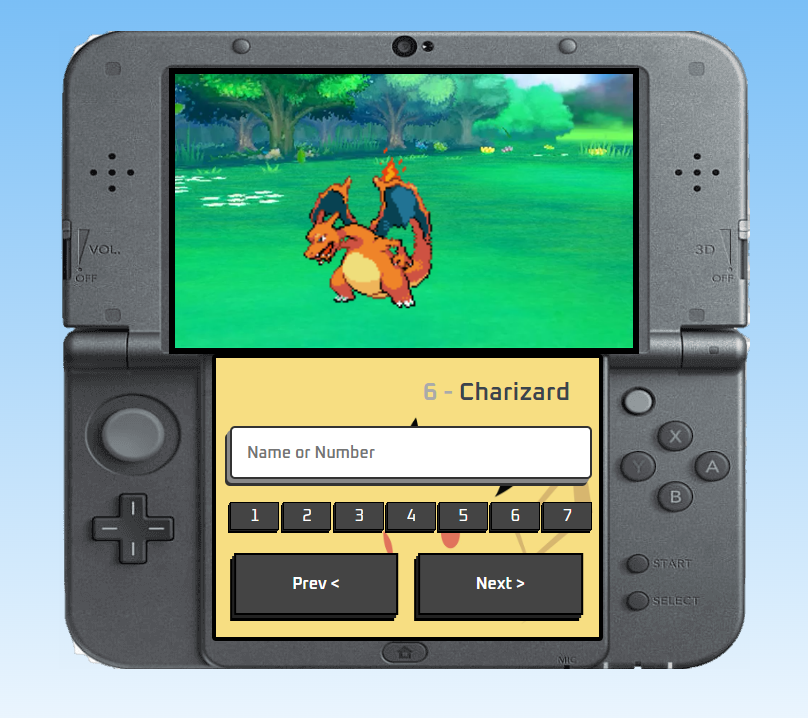 VOL.
OFF
3D
OFF
6 - Charizard
Name or Number
1 2 3 4 5 6 7
Prev < Next >
X
Y A
B
START
SELECT
MIC